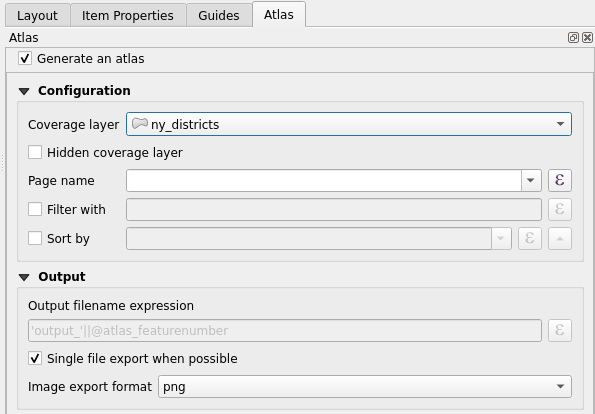 Layout Item Properties Guides Atlas
Atlas
Generate an atlas
Configuration
Coverage layer ny_districts
Hidden coverage layer
Page name ε
Filter with ε
Sort by ε
Output
Output filename expression
'output_'||@atlas_featurenumber ε
Single file export when possible
Image export format png